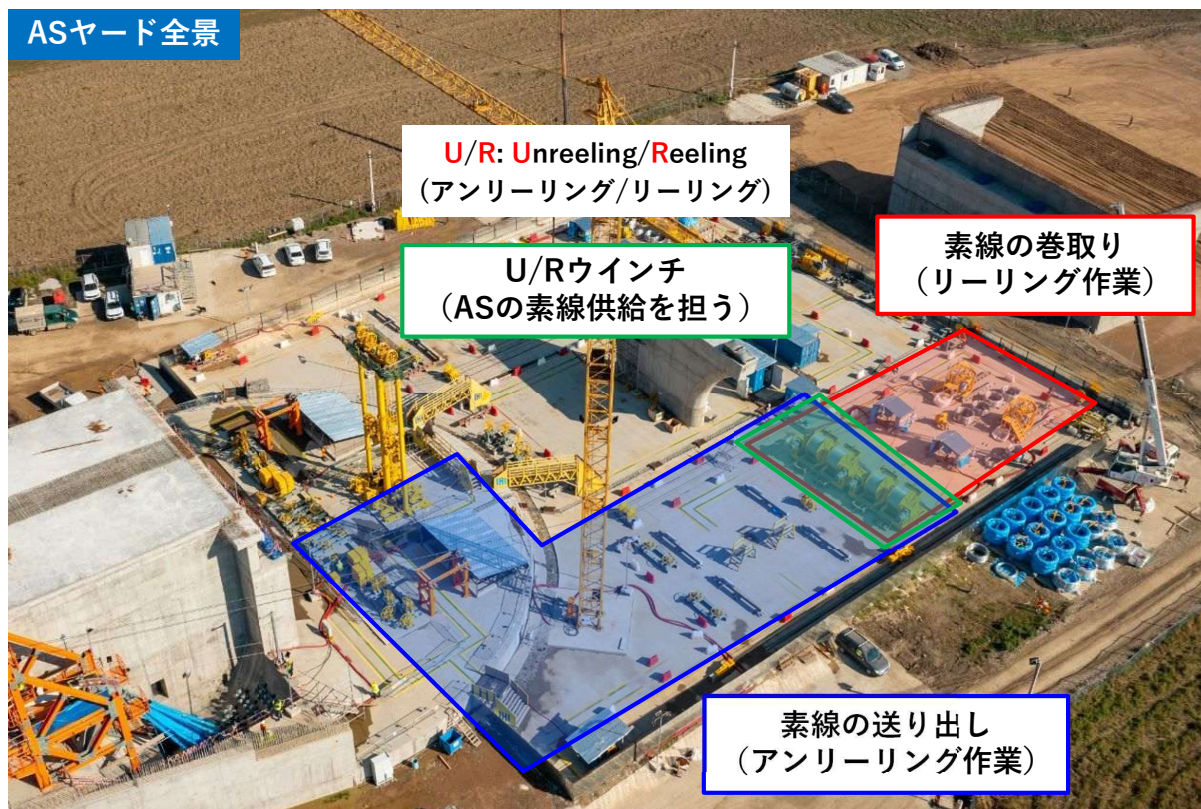 ASヤード全景
U/R: Unreeling/Reeling
(アンリーリング/リーリング)
U/Rウインチ
（ASの素線供給を担う）
素線の巻取り
（リーリング作業）
素線の送り出し
（アンリーリング作業）